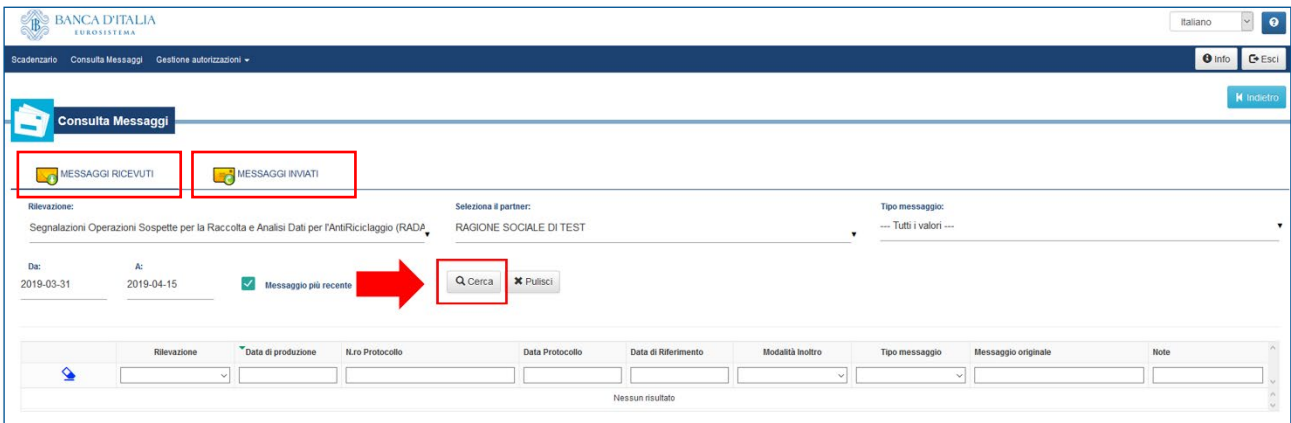 BANCA D'ITALIA
EUROSISTEMA
Italiano
Scadenzario Consulta Messaggi Gestione autorizzazioni
Info Esci
Indietro
Consulta Messaggi
MESSAGGI RICEVUTI MESSAGGI INVIATI
Rilevazione: Seleziona il partner: Tipo messaggio:
Segnalazioni Operazioni Sospette per la Raccolta e Analisi Dati per l'AntiRiciclaggio (RADA RAGIONE SOCIALE DI TEST --- Tutti i valori ---
Da: A:
2019-03-31 2019-04-15 Messaggio più recente Cerca Pulisci
Rilevazione Data di produzione N.ro Protocollo Data Protocollo Data di Riferimento Modalità Inoltro Tipo messaggio Messaggio originale Note
Nessun risultato